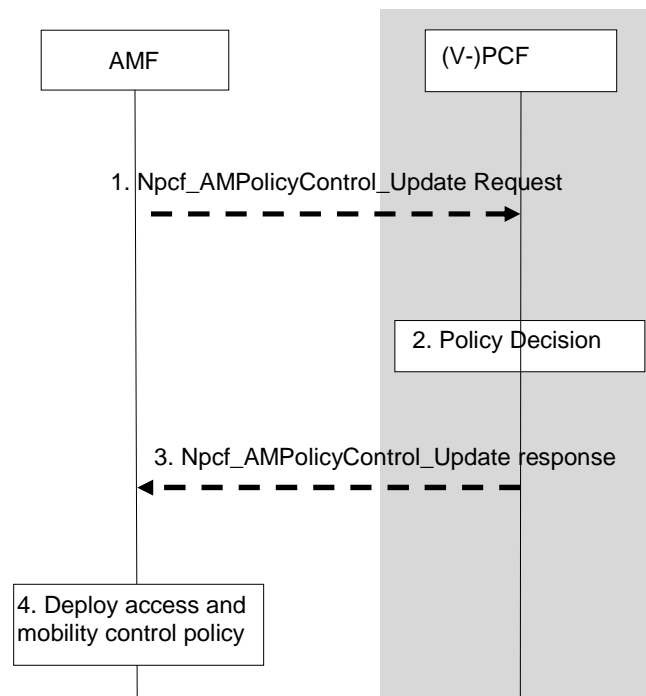 AMF
(V-)PCF
1. Npcf_AMPolicyControl_Update Request
2. Policy Decision
3. Npcf_AMPolicyControl_Update response
4. Deploy access and
mobility control policy